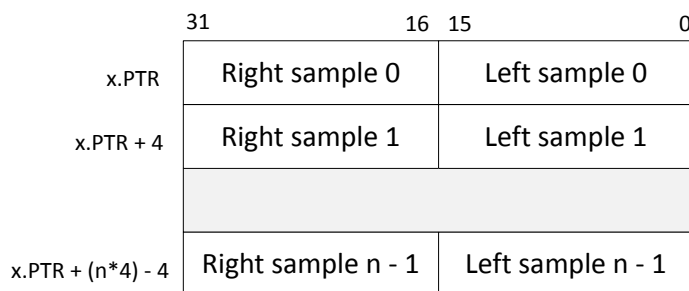 31 16 15 0
x.PTR Right sample 0 Left sample 0
x.PTR + 4 Right sample 1 Left sample 1
x.PTR + (n*4) - 4 Right sample n - 1 Left sample n - 1